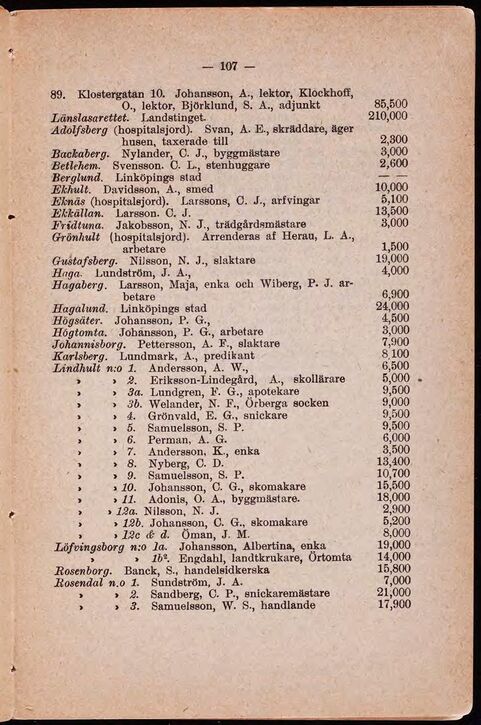 — 107 —
89. Klostergatan 10. Johansson, A., lektor, Klockhoff,
O., lektor, Björklund, S. A., adjunkt 85,500
Länslasarettet. Landstinget. 210,000
Adolfsberg (hospitalsjord). Svan, A. E., skräddare, äger
husen, taxerade till 2,300
Backaberg. Nylander, C. J., byggmästare 3,000
Betlehem. Svensson. C. L., stenhuggare 2,600
Berglund. Linköpings stad — —
Ekhult. Davidsson, A., smed 10,000
Eknäs (hospitalsjord). Larssons, C. J., arfvingar 5,100
Ekkällan. Larsson. C. J. 13,500
Fridtuna. Jakobsson, N. J., trädgårdsmästare 3,000
Grönhult (hospitalsjord). Arrenderas af Herau, L. A.,
arbetare 1,500
Gustafsberg. Nilsson, N. J., slaktare 19,000
Haga. Lundström, J. A., 4,000
Hagaberg. Larsson, Maja, enka och Wiberg, P. J. ar-
betare 6,900
Hagalund. Linköpings stad 24,000
Högsäter. Johansson, P. G., 4,500
Högtomta. Johansson, P. G., arbetare 3,000
Johannisborg. Pettersson, A. F., slaktare 7,900
Karlsberg. Lundmark, A., predikant 8,100
Lindhult n:o 1. Andersson, A. W., 6,500
» » 2. Eriksson-Lindegård, A., skollärare 5,000
» » 3a. Lundgren, F. G., apotekare 9,500
» » 3b. Welander, N. F., Örberga socken 9,000
» » 4. Grönvald, E. G., snickare 9,500
» » 5. Samuelsson, S. P. 9,500
» » 6. Perman, A. G. 6,000
» » 7. Andersson, K., enka 3,500
» » 8. Nyberg, C. D. 13,400
» » 9. Samuelsson, S. P. 10,700
» » 10. Johansson, C. G., skomakare 15,500
» » 11. Adonis, O. A., byggmästare. 18,000
» » 12a. Nilsson, N. J. 2,900
» » 12b. Johansson, C. G., skomakare 5,200
» » 12c & d. Öman, J. M. 8,000
Löfvingsborg n:o 1a. Johansson, Albertina, enka 19,000
» » 1b². Engdahl, landtkrukare, Örtomta 14,000
Rosenborg. Banck, S., handelsidkerska 15,800
Rosendal n.o 1. Sundström, J. A. 7,000
» » 2. Sandberg, C. P., snickaremästare 21,000
» » 3. Samuelsson, W. S., handlande 17,900